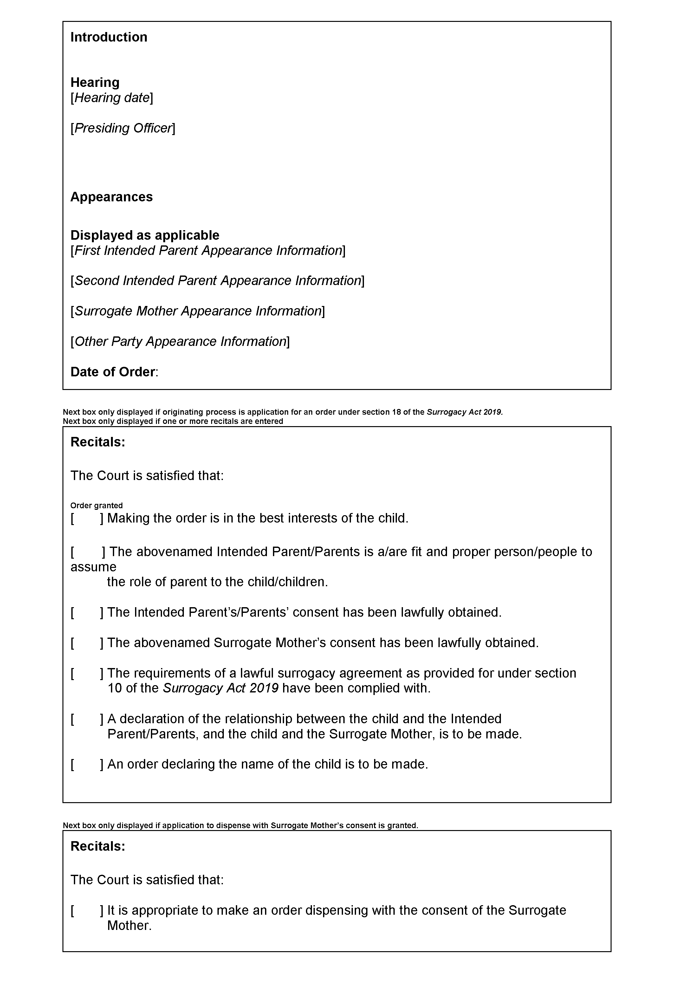 Introduction
Hearing
[Hearing date]
[Presiding Officer]
Appearances
Displayed as applicable
[First Intended Parent Appearance Information]
[Second Intended Parent Appearance Information]
[Surrogate Mother Appearance Information]
[Other Party Appearance Information]
Date of Order:
Next box only displayed if originating process is application for an order under section 18 of the Surrogacy Act 2019.
Next box only displayed if one or more recitals are entered
Recitals:
The Court is satisfied that:
Order granted
[ ] Making the order is in the best interests of the child.
[ ] The abovenamed Intended Parent/Parents is a/are fit and proper person/people to
assume
the role of parent to the child/children.
[ ] The Intended Parent’s/Parents’ consent has been lawfully obtained.
[ ] The abovenamed Surrogate Mother’s consent has been lawfully obtained.
[ ] The requirements of a lawful surrogacy agreement as provided for under section
10 of the Surrogacy Act 2019 have been complied with.
[ ] A declaration of the relationship between the child and the Intended
Parent/Parents, and the child and the Surrogate Mother, is to be made.
[ ] An order declaring the name of the child is to be made.
Next box only displayed if application to dispense with Surrogate Mother’s consent is granted.
Recitals:
The Court is satisfied that:
[ ] It is appropriate to make an order dispensing with the consent of the Surrogate
Mother.